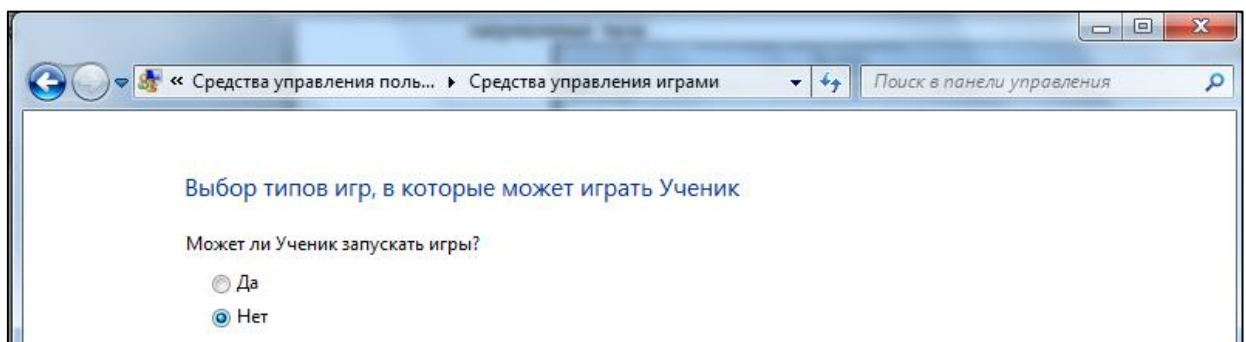 « Средства управления поль... ▸ Средства управления играми
Поиск в панели управления
Выбор типов игр, в которые может играть Ученик
Может ли Ученик запускать игры?
Да
Нет